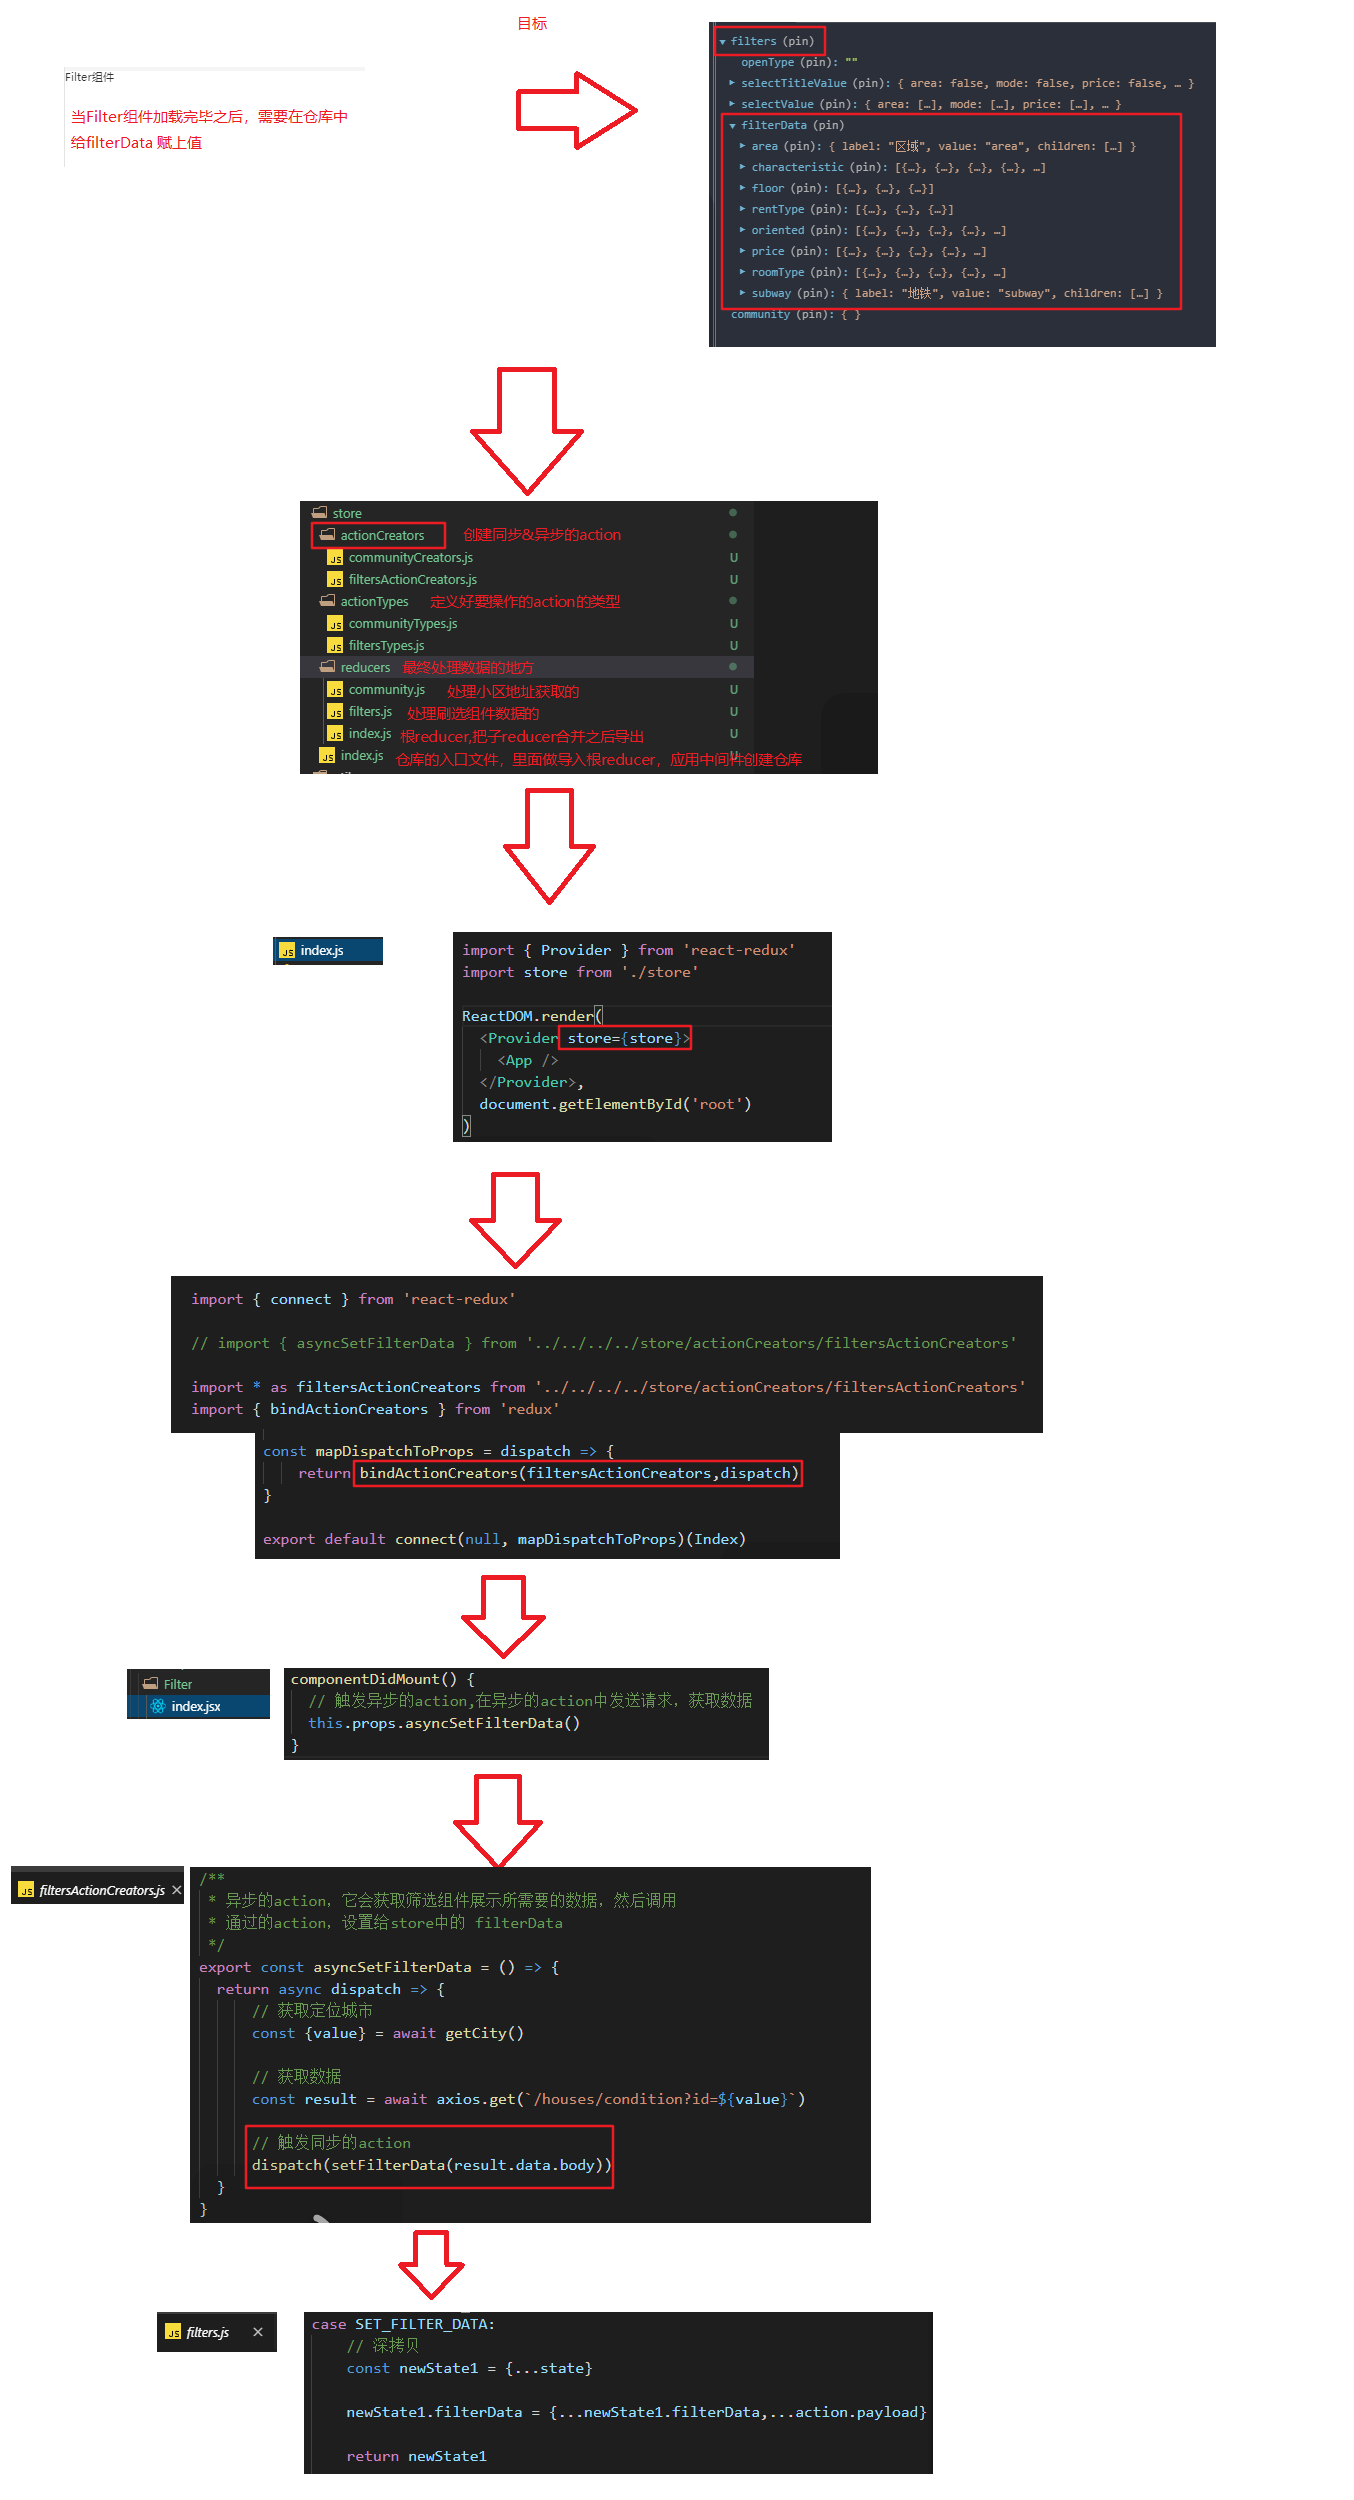 目标
Filter组件
当Filter组件加载完毕之后，需要在仓库中
给filterData 赋上值
filters (pin)
openType (pin): ""
selectTitleValue (pin): { area: false, mode: false, price: false, … }
selectValue (pin): { area: […], mode: […], price: […], … }
filterData (pin)
area (pin): { label: "区域", value: "area", children: […] }
characteristic (pin): [{…}, {…}, {…}, {…}, …]
floor (pin): [{…}, {…}, {…}]
rentType (pin): [{…}, {…}, {…}]
oriented (pin): [{…}, {…}, {…}, {…}, …]
price (pin): [{…}, {…}, {…}, {…}, …]
roomType (pin): [{…}, {…}, {…}, {…}, …]
subway (pin): { label: "地铁", value: "subway", children: […] }
community (pin): { }
store
actionCreators 创建同步&异步的action
JS communityCreators.js U
JS filtersActionCreators.js U
actionTypes 定义好要操作的action的类型
JS communityTypes.js U
JS filtersTypes.js U
reducers 最终处理数据的地方
JS community.js 处理小区地址获取的 U
JS filters.js 处理刷选组件数据的 U
JS index.js 根reducer,把子reducer合并之后导出 U
JS index.js 仓库的入口文件，里面做导入根reducer，应用中间件创建仓库 U
JS index.js
import { Provider } from 'react-redux'
import store from './store'
ReactDOM.render(
<Provider store={store}>
<App />
</Provider>,
document.getElementById('root')
)
import { connect } from 'react-redux'
// import { asyncSetFilterData } from '../../../../store/actionCreators/filtersActionCreators'
import * as filtersActionCreators from '../../../../store/actionCreators/filtersActionCreators'
import { bindActionCreators } from 'redux'
const mapDispatchToProps = dispatch => {
return bindActionCreators(filtersActionCreators,dispatch)
}
export default connect(null, mapDispatchToProps)(Index)
Filter
index.jsx
componentDidMount() {
// 触发异步的action,在异步的action中发送请求，获取数据
this.props.asyncSetFilterData()
}
JS filtersActionCreators.js ×
/**
* 异步的action，它会获取筛选组件展示所需要的数据，然后调用
* 通过的action，设置给store中的 filterData
*/
export const asyncSetFilterData = () => {
return async dispatch => {
// 获取定位城市
const {value} = await getCity()
// 获取数据
const result = await axios.get(`/houses/condition?id=${value}`)
// 触发同步的action
dispatch(setFilterData(result.data.body))
}
}
JS filters.js ×
case SET_FILTER_DATA:
// 深拷贝
const newState1 = {...state}
newState1.filterData = {...newState1.filterData,...action.payload}
return newState1